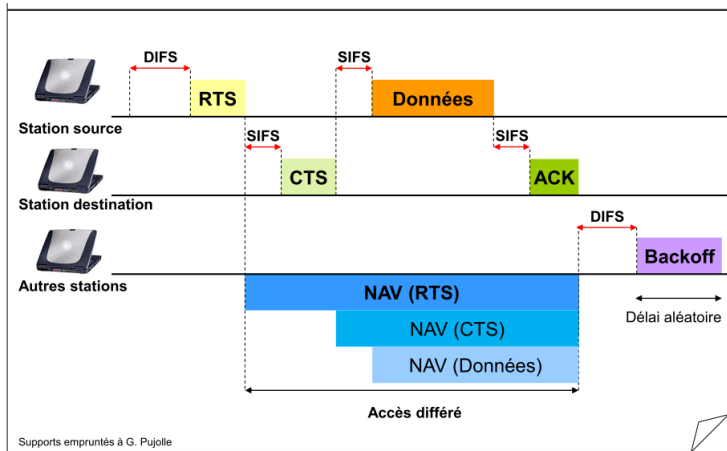 DIFS
SIFS
RTS
Données
Station source
SIFS
SIFS
CTS
ACK
Station destination
DIFS
Backoff
Autres stations
NAV (RTS)
Délai aléatoire
NAV (CTS)
NAV (Données)
Accès différé
Supports empruntés à G. Pujolle